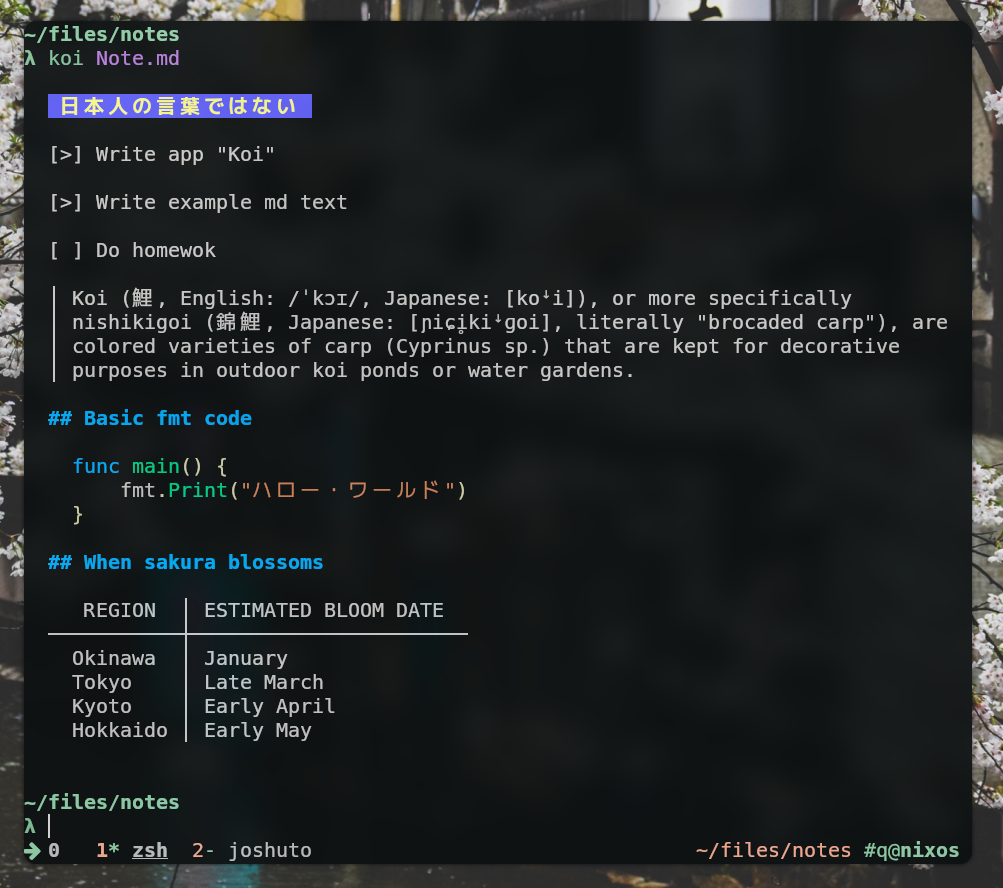 ~/files/notes
λ koi Note.md
日本人の言葉ではない
[>] Write app "Koi"
[>] Write example md text
[ ] Do homewok
Koi (鯉, English: /ˈkɔɪ/, Japanese: [koꜜi]), or more specifically
nishikigoi (錦鯉, Japanese: [ɲiɕi̥kiꜜɡoi], literally "brocaded carp"), are
colored varieties of carp (Cyprinus sp.) that are kept for decorative
purposes in outdoor koi ponds or water gardens.
## Basic fmt code
func main() {
fmt.Print("ハロー・ワールド")
}
## When sakura blossoms
REGION │ ESTIMATED BLOOM DATE
Okinawa │ January
Tokyo │ Late March
Kyoto │ Early April
Hokkaido │ Early May
~/files/notes
λ
➜ 0 1* zsh 2- joshuto ~/files/notes #q@nixos